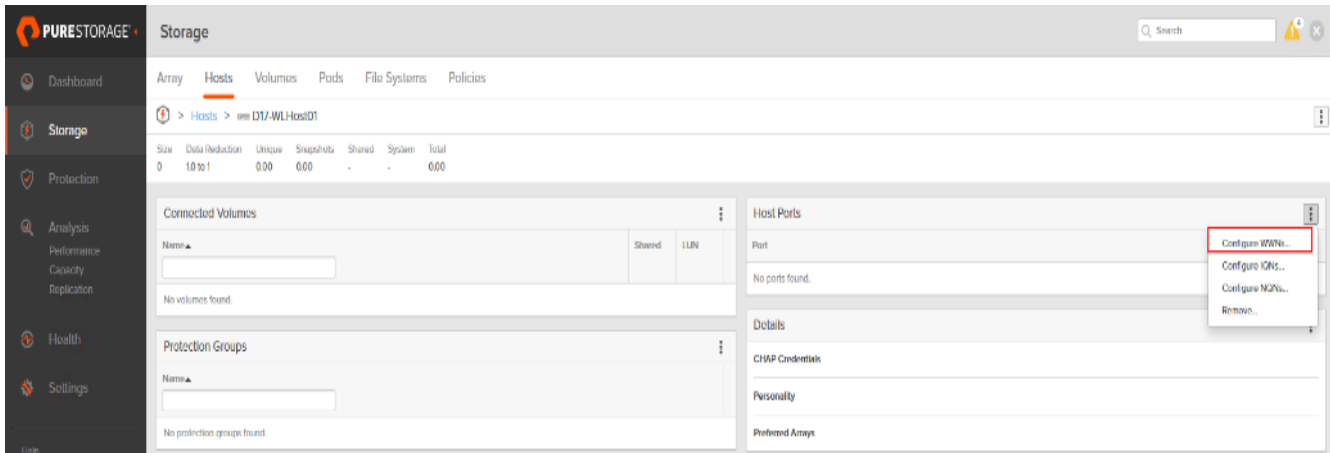 PURESTORAGE®
Storage
Search
4
Dashboard
Array Hosts Volumes Pods File Systems Policies
Storage
> Hosts > D17-WLHost01
Size Data Reduction Unique Snapshots Shared System Total
0 1.0 to 1 0.00 0.00 - - 0.00
Protection
Connected Volumes
Host Ports
Analysis
Performance
Capacity
Replication
Name▲ Shared LUN
Port
Configure WWNs...
Configure IQNs...
Configure NQNs...
Remove...
No volumes found.
No ports found.
Health
Protection Groups
Details
Name▲
CHAP Credentials
Settings
Personality
No protection groups found.
Preferred Arrays
Help